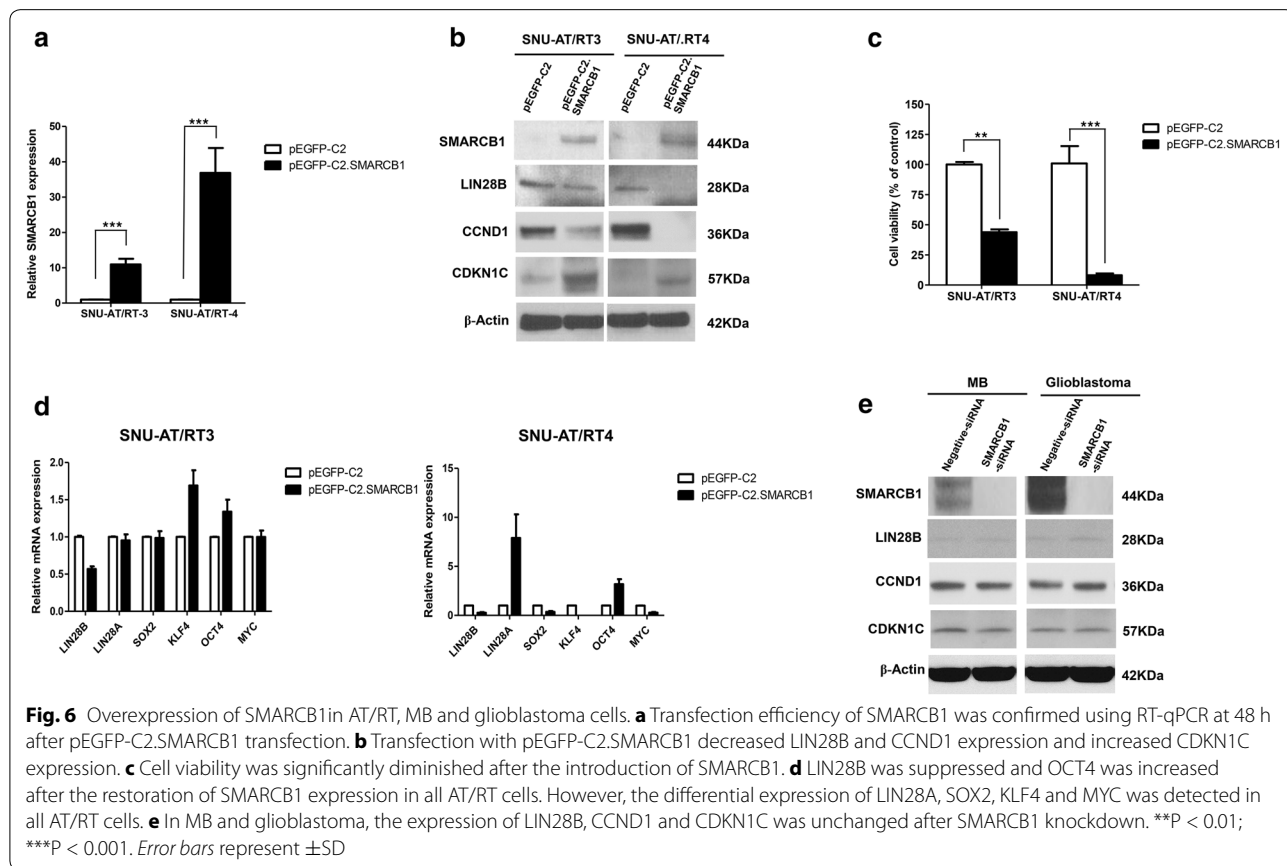 a
Relative SMARCB1 expression
50
40
30
20
10
0
***
***
SNU-AT/RT-3
SNU-AT/RT-4
pEGFP-C2
pEGFP-C2.SMARCB1
b
SNU-AT/RT3
SNU-AT/.RT4
pEGFP-C2
pEGFP-C2.
SMARCB1
pEGFP-C2
pEGFP-C2.
SMARCB1
SMARCB1
44KDa
LIN28B
28KDa
CCND1
36KDa
CDKN1C
57KDa
β-Actin
42KDa
c
Cell viability (% of control)
150
125
100
75
50
25
0
**
***
SNU-AT/RT3
SNU-AT/RT4
pEGFP-C2
pEGFP-C2.SMARCB1
d
SNU-AT/RT3
Relative mRNA expression
2.0
1.5
1.0
0.5
0.0
LIN28B
LIN28A
SOX2
KLF4
OCT4
MYC
pEGFP-C2
pEGFP-C2.SMARCB1
SNU-AT/RT4
Relative mRNA expression
15
10
5
0
LIN28B
LIN28A
SOX2
KLF4
OCT4
MYC
pEGFP-C2
pEGFP-C2.SMARCB1
e
MB
Glioblastoma
Negative-siRNA
SMARCB1
-siRNA
Negative-siRNA
SMARCB1
-siRNA
SMARCB1
44KDa
LIN28B
28KDa
CCND1
36KDa
CDKN1C
57KDa
β-Actin
42KDa
Fig. 6 Overexpression of SMARCB1in AT/RT, MB and glioblastoma cells. a Transfection efficiency of SMARCB1 was confirmed using RT-qPCR at 48 h
after pEGFP-C2.SMARCB1 transfection. b Transfection with pEGFP-C2.SMARCB1 decreased LIN28B and CCND1 expression and increased CDKN1C
expression. c Cell viability was significantly diminished after the introduction of SMARCB1. d LIN28B was suppressed and OCT4 was increased
after the restoration of SMARCB1 expression in all AT/RT cells. However, the differential expression of LIN28A, SOX2, KLF4 and MYC was detected in
all AT/RT cells. e In MB and glioblastoma, the expression of LIN28B, CCND1 and CDKN1C was unchanged after SMARCB1 knockdown. **P < 0.01;
***P < 0.001. Error bars represent ±SD